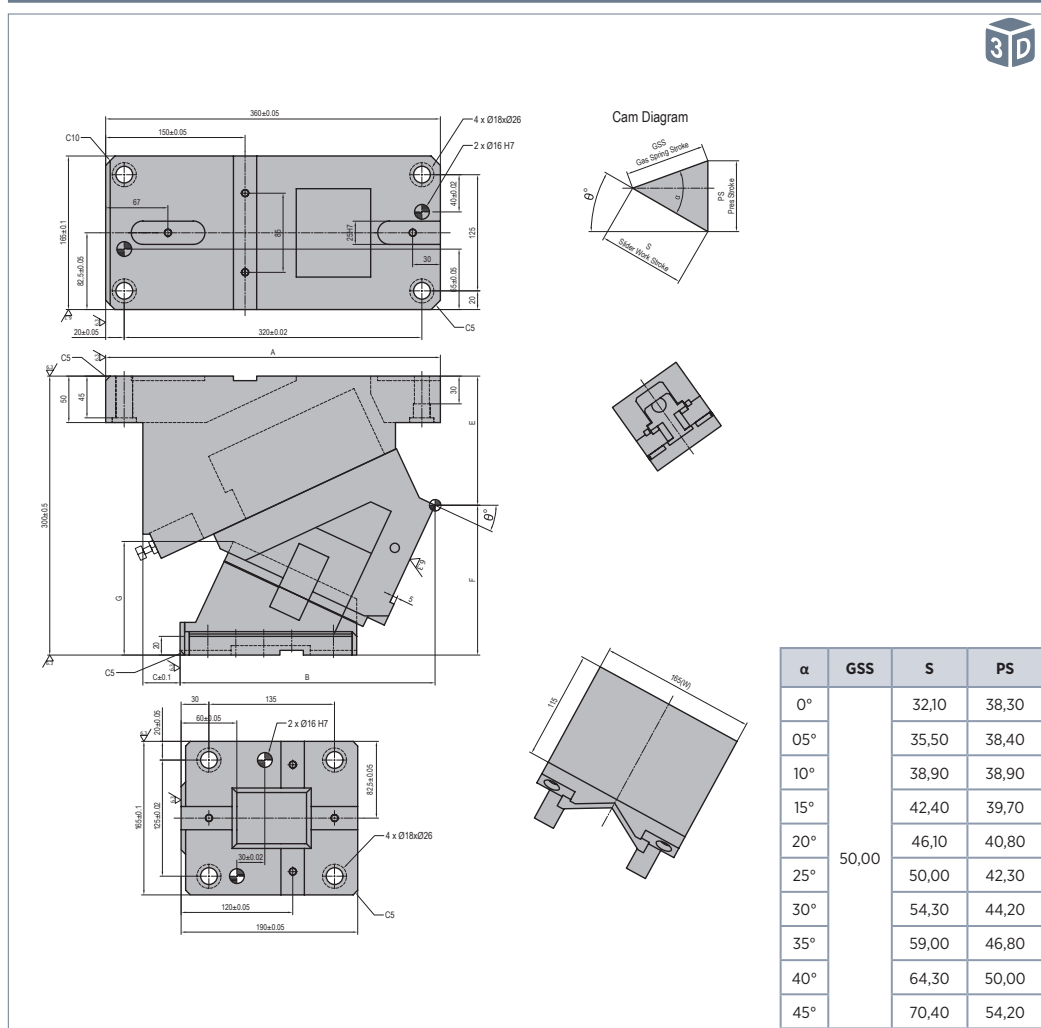 3D
360±0.05
4 x Ø18xØ26
Cam Diagram
150±0.05
C10
2 x Ø16 H7
GSS
Gas Spring Stroke
PS
Pres Stroke
α
θ°
S
Slider Work Stroke
40±0.02
67
165±0.1
82.5±0.05
85
25H7
125
30
65±0.05
20
C5
20±0.05
320±0.02
C5
A
50
45
30
E
300±0.5
θ°
G
F
5
20
C5
C±0.1
B
30
135
20±0.05
60±0.05
2 x Ø16 H7
165±0.1
125±0.02
82.5±0.05
30±0.02
4 x Ø18xØ26
120±0.05
C5
190±0.05
115
165(W)
α GSS S PS
0° 32,10 38,30
05° 35,50 38,40
10° 38,90 38,90
15° 42,40 39,70
20° 46,10 40,80
50,00
25° 50,00 42,30
30° 54,30 44,20
35° 59,00 46,80
40° 64,30 50,00
45° 70,40 54,20